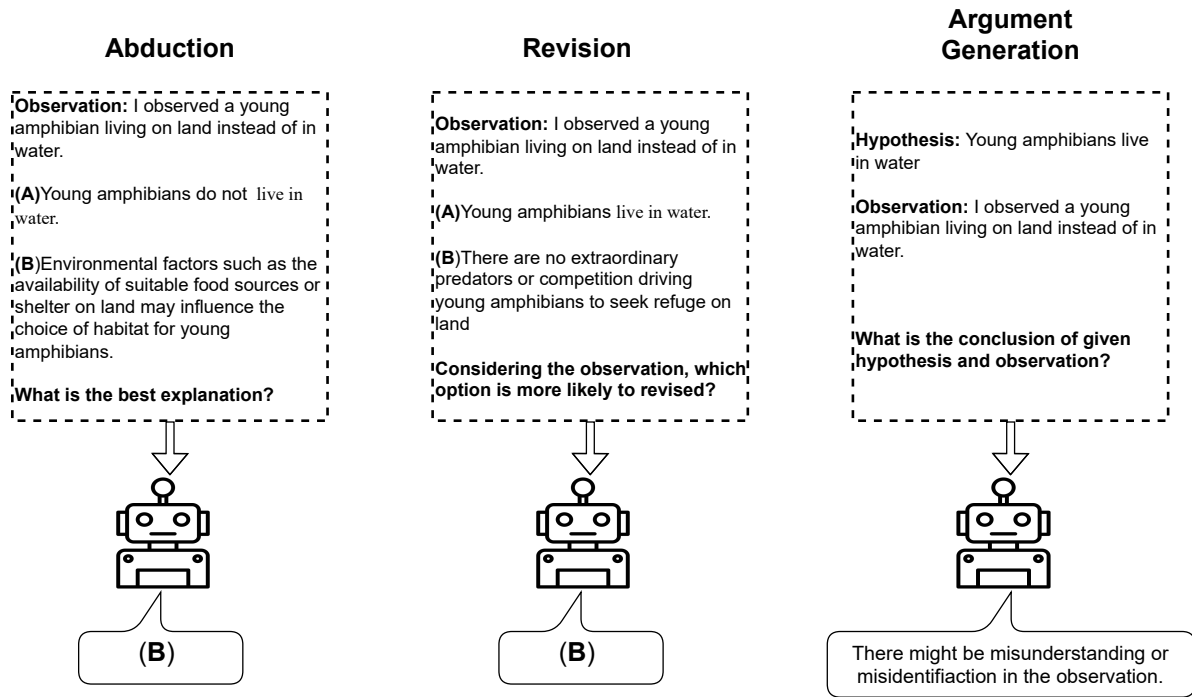 Abduction
Observation: I observed a young
amphibian living on land instead of in
water.
(A)Young amphibians do not live in
water.
(B)Environmental factors such as the
availability of suitable food sources or
shelter on land may influence the
choice of habitat for young
amphibians.
What is the best explanation?
(B)
Revision
Observation: I observed a young
amphibian living on land instead of in
water.
(A)Young amphibians live in water.
(B)There are no extraordinary
predators or competition driving
young amphibians to seek refuge on
land
Considering the observation, which
option is more likely to revised?
(B)
Argument
Generation
Hypothesis: Young amphibians live
in water
Observation: I observed a young
amphibian living on land instead of in
water.
What is the conclusion of given
hypothesis and observation?
There might be misunderstanding or
misidentifiaction in the observation.